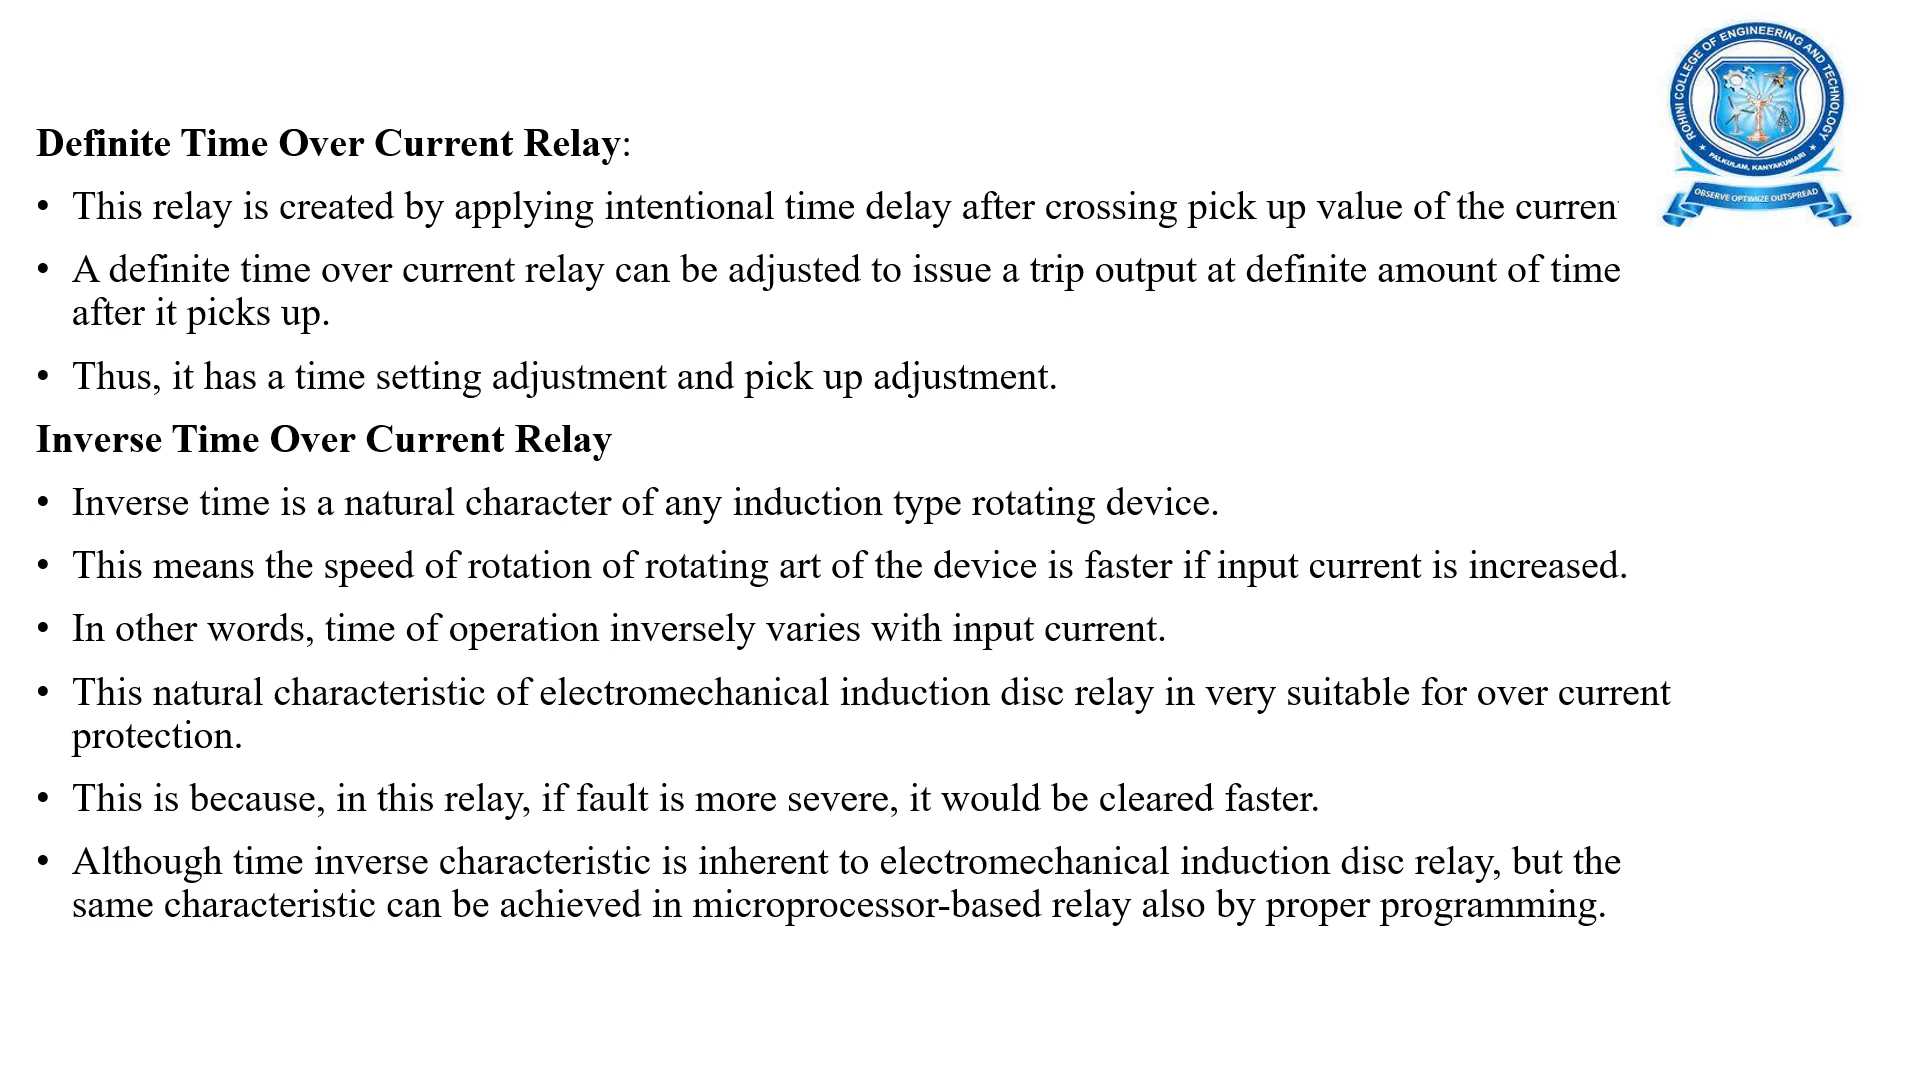 ROHINI COLLEGE OF ENGINEERING AND TECHNOLOGY
PALKULAM, KANYAKUMARI
OBSERVE OPTIMIZE OUTSPREAD
Definite Time Over Current Relay:
• This relay is created by applying intentional time delay after crossing pick up value of the curren
• A definite time over current relay can be adjusted to issue a trip output at definite amount of time
after it picks up.
• Thus, it has a time setting adjustment and pick up adjustment.
Inverse Time Over Current Relay
• Inverse time is a natural character of any induction type rotating device.
• This means the speed of rotation of rotating art of the device is faster if input current is increased.
• In other words, time of operation inversely varies with input current.
• This natural characteristic of electromechanical induction disc relay in very suitable for over current
protection.
• This is because, in this relay, if fault is more severe, it would be cleared faster.
• Although time inverse characteristic is inherent to electromechanical induction disc relay, but the
same characteristic can be achieved in microprocessor-based relay also by proper programming.